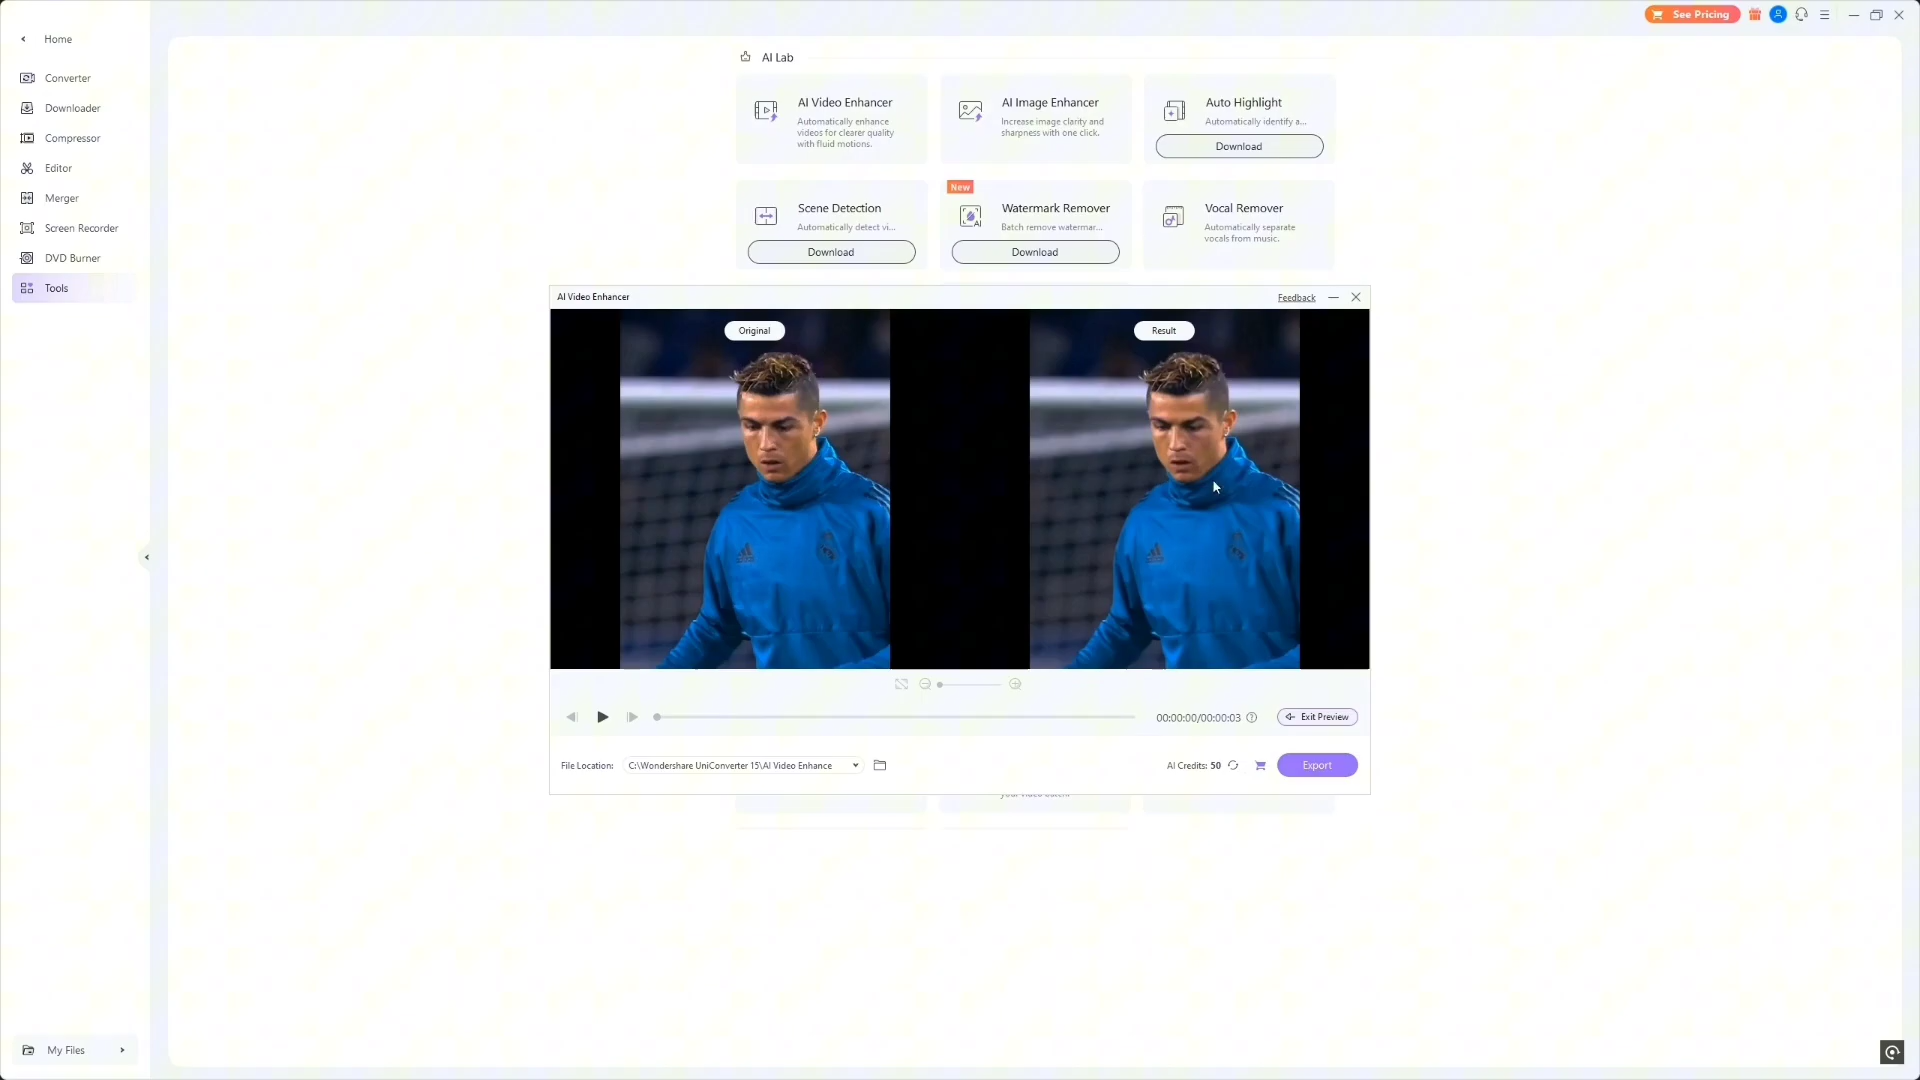 See Pricing
Home
Converter
Downloader
Compressor
Editor
Merger
Screen Recorder
DVD Burner
Tools
AI Lab
AI Video Enhancer
Automatically enhance
videos for clearer quality
with fluid motions.
AI Image Enhancer
Increase image clarity and
sharpness with one click.
Auto Highlight
Automatically identify a...
Download
Scene Detection
Automatically detect vi...
Download
New
Watermark Remover
Batch remove watermar...
Download
Vocal Remover
Automatically separate
vocals from music.
AI Video Enhancer
Feedback
Original
Result
00:00:00/00:00:03
Exit Preview
File Location:
C:\Wondershare UniConverter 15\AI Video Enhance
AI Credits: 50
Export
My Files